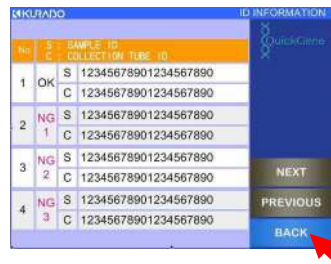 KURABO ID INFORMATION
No S : SAMPLE ID
C : COLLECTION TUBE ID
QuickGene
1 OK S 12345678901234567890
C 12345678901234567890
2 NG 1 S 12345678901234567890
C 12345678901234567890
3 NG 2 S 12345678901234567890
C 12345678901234567890
4 NG 3 S 12345678901234567890
C 12345678901234567890
NEXT
PREVIOUS
BACK